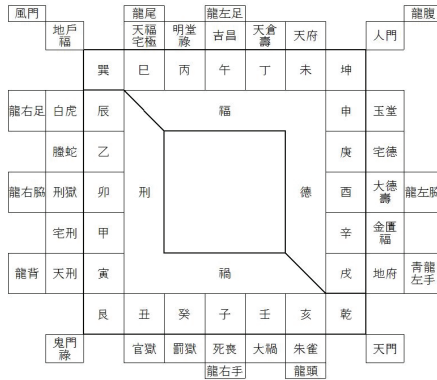 風門 龍尾 龍左足 龍腹
地戶福 天福宅極 明堂祿 吉昌 天倉壽 天府 人門
巽 巳 丙 午 丁 未 坤
龍右足 白虎 辰 福 申 玉堂
螣蛇 乙 庚 宅德
龍右脇 刑獄 卯 刑 德 酉 大德壽 龍左脇
宅刑 甲 辛 金匱福
龍背 天刑 寅 禍 戌 地府 青龍左手
艮 丑 癸 子 壬 亥 乾
鬼門祿 官獄 罰獄 死喪 大禍 朱雀 天門
龍右手 龍頭